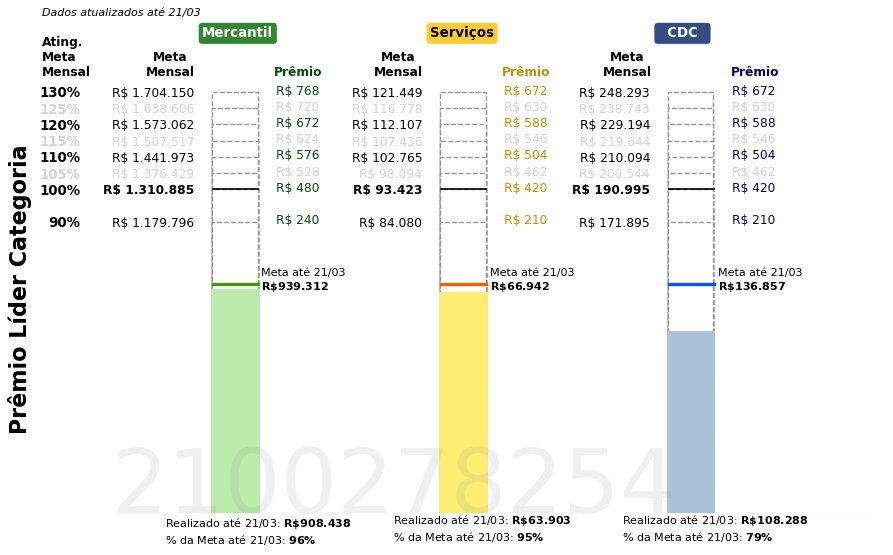 Dados atualizados até 21/03
Mercantil
Serviços
CDC
Ating.
Meta
Mensal
Meta
Mensal
Prêmio
Meta
Mensal
Prêmio
Meta
Mensal
Prêmio
130% R$ 1.704.150 R$ 768 R$ 121.449 R$ 672 R$ 248.293 R$ 672
125% R$ 1.638.606 R$ 720 R$ 116.778 R$ 630 R$ 238.743 R$ 630
120% R$ 1.573.062 R$ 672 R$ 112.107 R$ 588 R$ 229.194 R$ 588
115% R$ 1.507.517 R$ 624 R$ 107.436 R$ 546 R$ 219.644 R$ 546
110% R$ 1.441.973 R$ 576 R$ 102.765 R$ 504 R$ 210.094 R$ 504
105% R$ 1.376.429 R$ 528 R$ 98.094 R$ 462 R$ 200.544 R$ 462
100% R$ 1.310.885 R$ 480 R$ 93.423 R$ 420 R$ 190.995 R$ 420
90% R$ 1.179.796 R$ 240 R$ 84.080 R$ 210 R$ 171.895 R$ 210
Prêmio Líder Categoria
Meta até 21/03
R$939.312
Meta até 21/03
R$66.942
Meta até 21/03
R$136.857
2100278254
Realizado até 21/03: R$908.438
% da Meta até 21/03: 96%
Realizado até 21/03: R$63.903
% da Meta até 21/03: 95%
Realizado até 21/03: R$108.288
% da Meta até 21/03: 79%